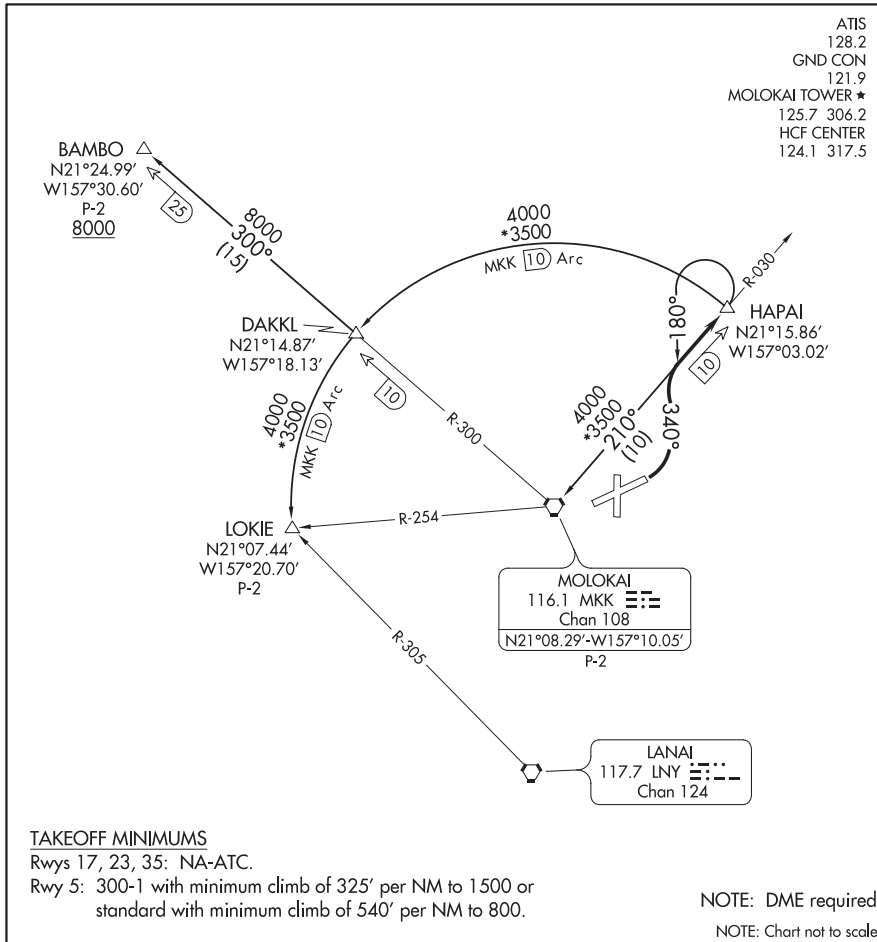 ATIS
128.2
GND CON
121.9
MOLOKAI TOWER ★
125.7 306.2
HCF CENTER
124.1 317.5
BAMBO
N21°24.99'
W157°30.60'
P-2
8000
25
8000
300°
(15)
4000
*3500
MKK 10 Arc
R-030
180°
HAPAI
N21°15.86'
W157°03.02'
10
DAKKL
N21°14.87'
W157°18.13'
10
340°
4000
*3500
210°
(10)
4000
*3500
MKK 10 Arc
R-300
R-254
LOKIE
N21°07.44'
W157°20.70'
P-2
MOLOKAI
116.1 MKK
Chan 108
N21°08.29'-W157°10.05'
P-2
R-305
LANAI
117.7 LNY
Chan 124
TAKEOFF MINIMUMS
Rwys 17, 23, 35: NA-ATC.
Rwy 5: 300-1 with minimum climb of 325' per NM to 1500 or
standard with minimum climb of 540' per NM to 800.
NOTE: DME required
NOTE: Chart not to scale